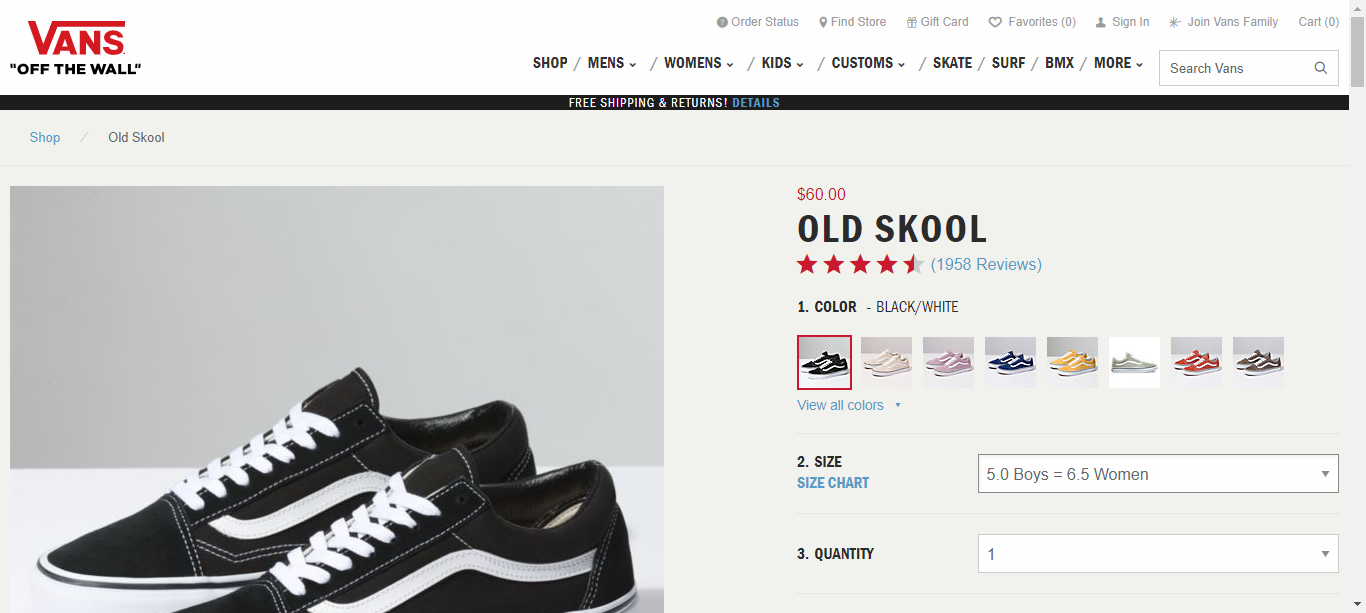 Order Status Find Store Gift Card Favorites (0) Sign In Join Vans Family Cart (0)
VANS
"OFF THE WALL"
SHOP / MENS / WOMENS / KIDS / CUSTOMS / SKATE / SURF / BMX / MORE
Search Vans
FREE SHIPPING & RETURNS! DETAILS
Shop / Old Skool
$60.00
OLD SKOOL
(1958 Reviews)
1. COLOR - BLACK/WHITE
View all colors
2. SIZE
SIZE CHART
5.0 Boys = 6.5 Women
3. QUANTITY
1